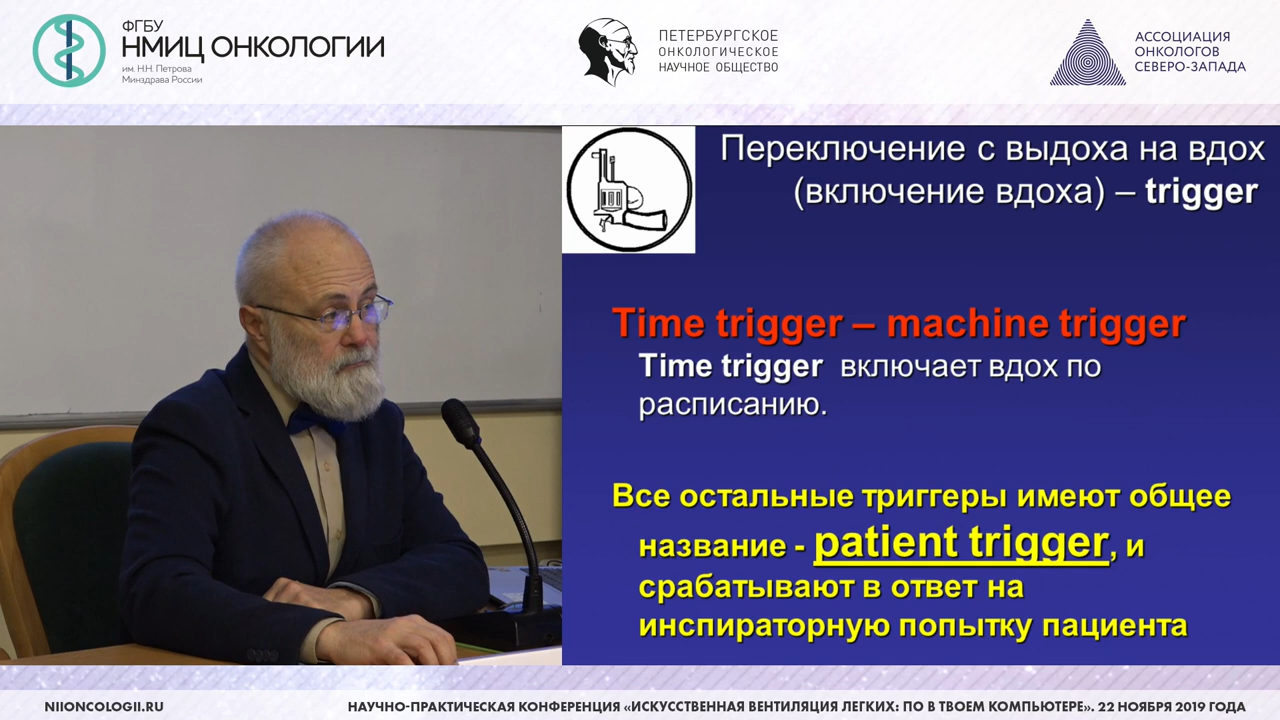 ФГБУ
НМИЦ ОНКОЛОГИИ
им. Н.Н. Петрова
Минздрава России
ПЕТЕРБУРГСКОЕ
ОНКОЛОГИЧЕСКОЕ
НАУЧНОЕ ОБЩЕСТВО
АССОЦИАЦИЯ
ОНКОЛОГОВ
СЕВЕРО-ЗАПАДА
Переключение с выдоха на вдох
(включение вдоха) – trigger
Time trigger – machine trigger
Time trigger включает вдох по
расписанию.
Все остальные триггеры имеют общее
название - patient trigger, и
срабатывают в ответ на
инспираторную попытку пациента
NIIONCOLOGII.RU
НАУЧНО-ПРАКТИЧЕСКАЯ КОНФЕРЕНЦИЯ «ИСКУССТВЕННАЯ ВЕНТИЛЯЦИЯ ЛЕГКИХ: ПО В ТВОЕМ КОМПЬЮТЕРЕ». 22 НОЯБРЯ 2019 ГОДА